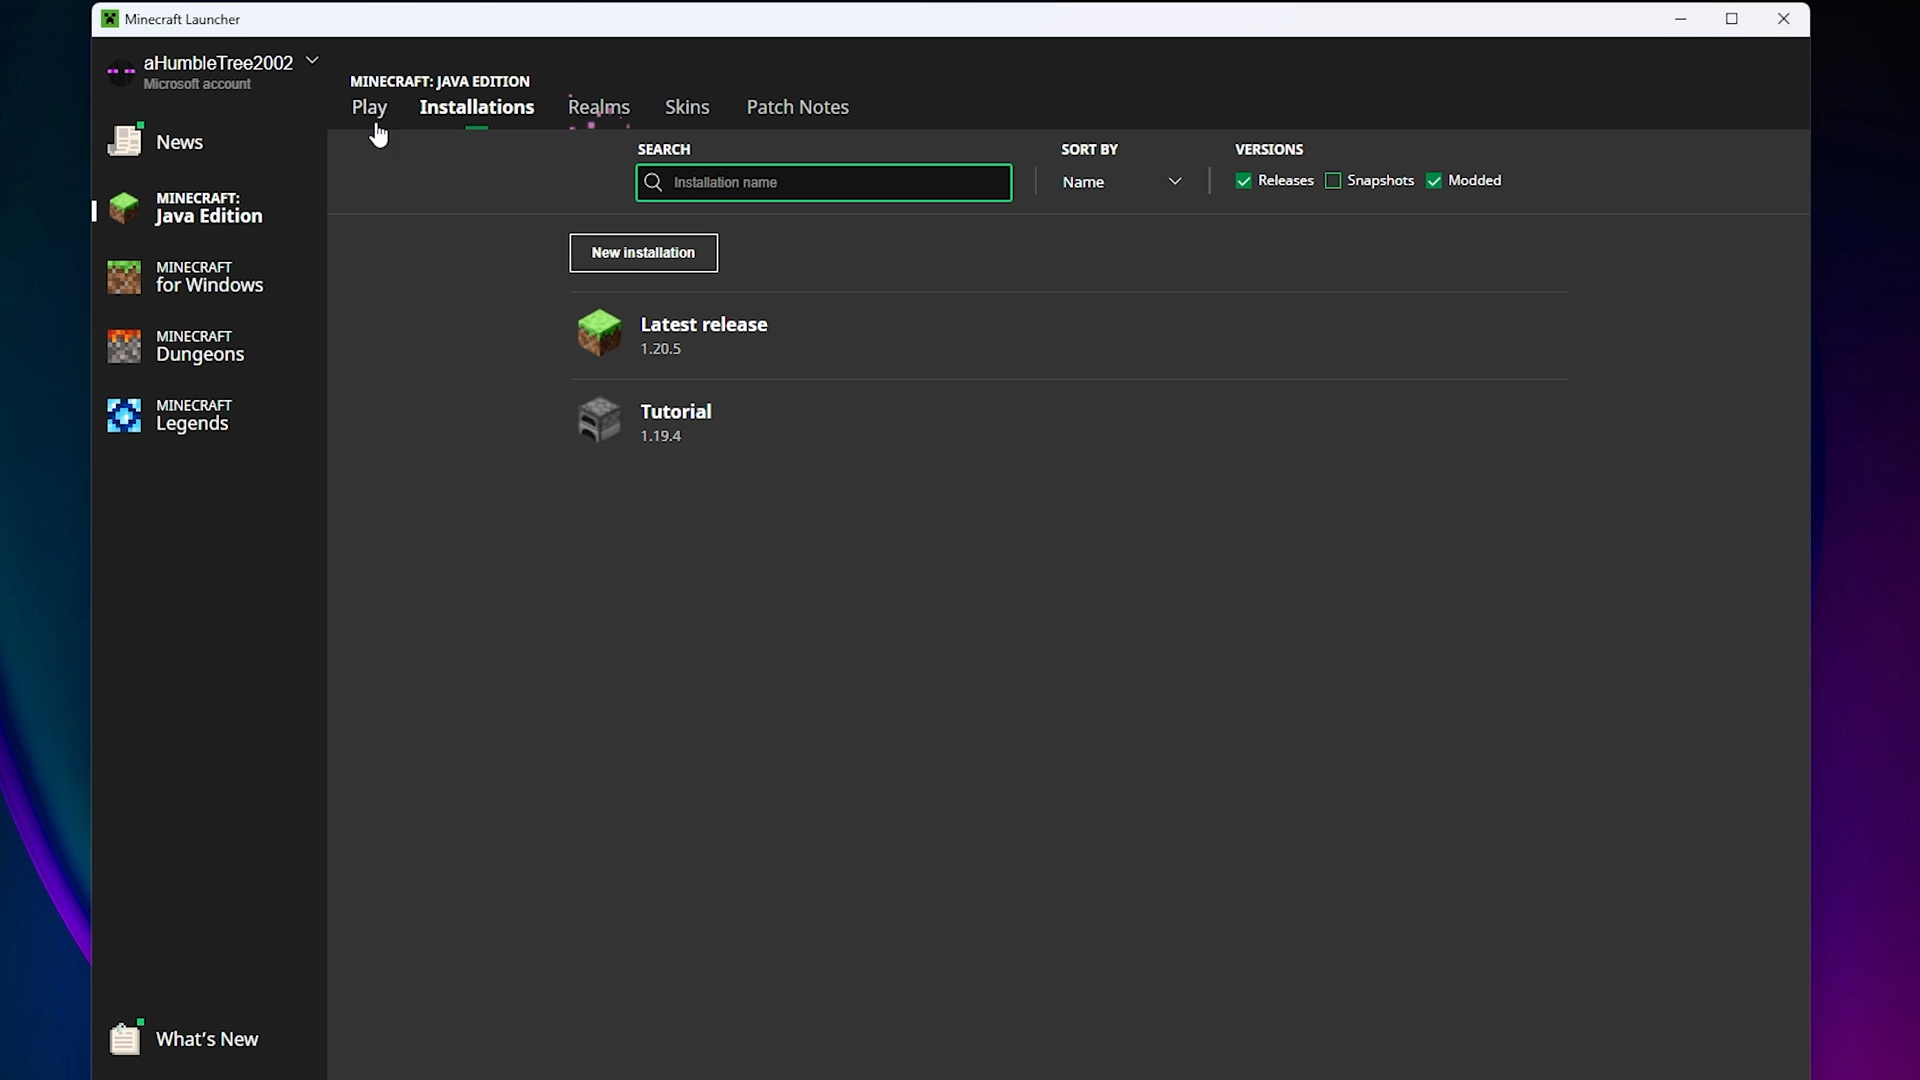 Minecraft Launcher
aHumbleTree2002
Microsoft account
News
MINECRAFT:
Java Edition
MINECRAFT
for Windows
MINECRAFT
Dungeons
MINECRAFT
Legends
What's New
MINECRAFT: JAVA EDITION
Play Installations Realms Skins Patch Notes
SEARCH SORT BY VERSIONS
Installation name Name Releases Snapshots Modded
New installation
Latest release
1.20.5
Tutorial
1.19.4